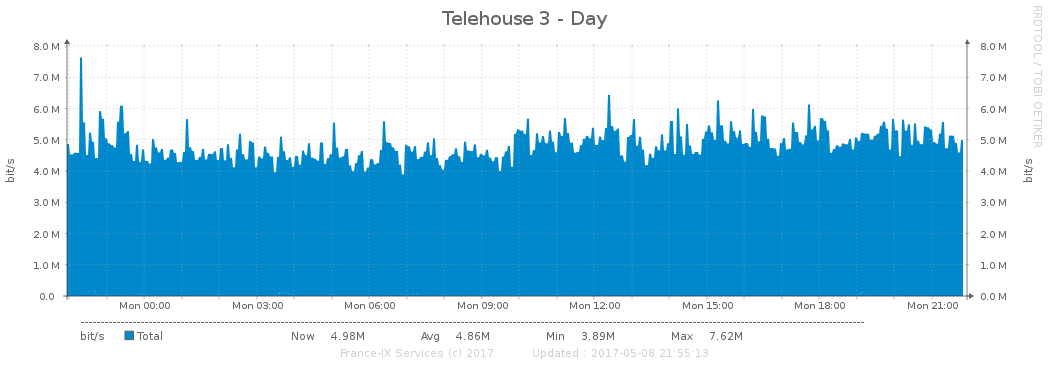 Telehouse 3 - Day
RRDTOOL / TOBI OETIKER
bit/s
8.0 M 8.0 M
7.0 M 7.0 M
6.0 M 6.0 M
5.0 M 5.0 M
4.0 M 4.0 M
3.0 M 3.0 M
2.0 M 2.0 M
1.0 M 1.0 M
0.0 0.0 M
bit/s
Mon 00:00 Mon 03:00 Mon 06:00 Mon 09:00 Mon 12:00 Mon 15:00 Mon 18:00 Mon 21:00
bit/s Total Now 4.98M Avg 4.86M Min 3.89M Max 7.62M
France-IX Services (c) 2017 Updated : 2017-05-08 21:55:13